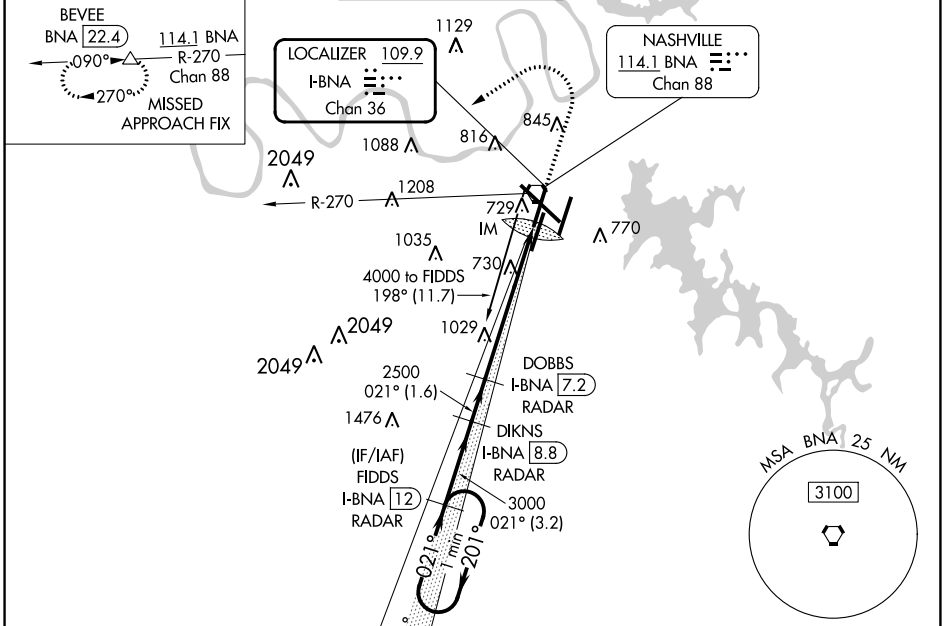 BEVEE
BNA 22.4
114.1 BNA
090°
R-270
Chan 88
270°
MISSED
APPROACH FIX
LOCALIZER 109.9
I-BNA
Chan 36
1129
NASHVILLE
114.1 BNA
Chan 88
845
816
1088
2049
1208
R-270
729
IM
770
1035
730
4000 to FIDDS
198° (11.7)
1029
2049
2049
2500
021° (1.6)
DOBBS
I-BNA 7.2
RADAR
1476
DIKNS
I-BNA 8.8
RADAR
(IF/IAF)
FIDDS
I-BNA 12
RADAR
3000
021° (3.2)
021°
1 min
201°
MSA BNA 25 NM
3100